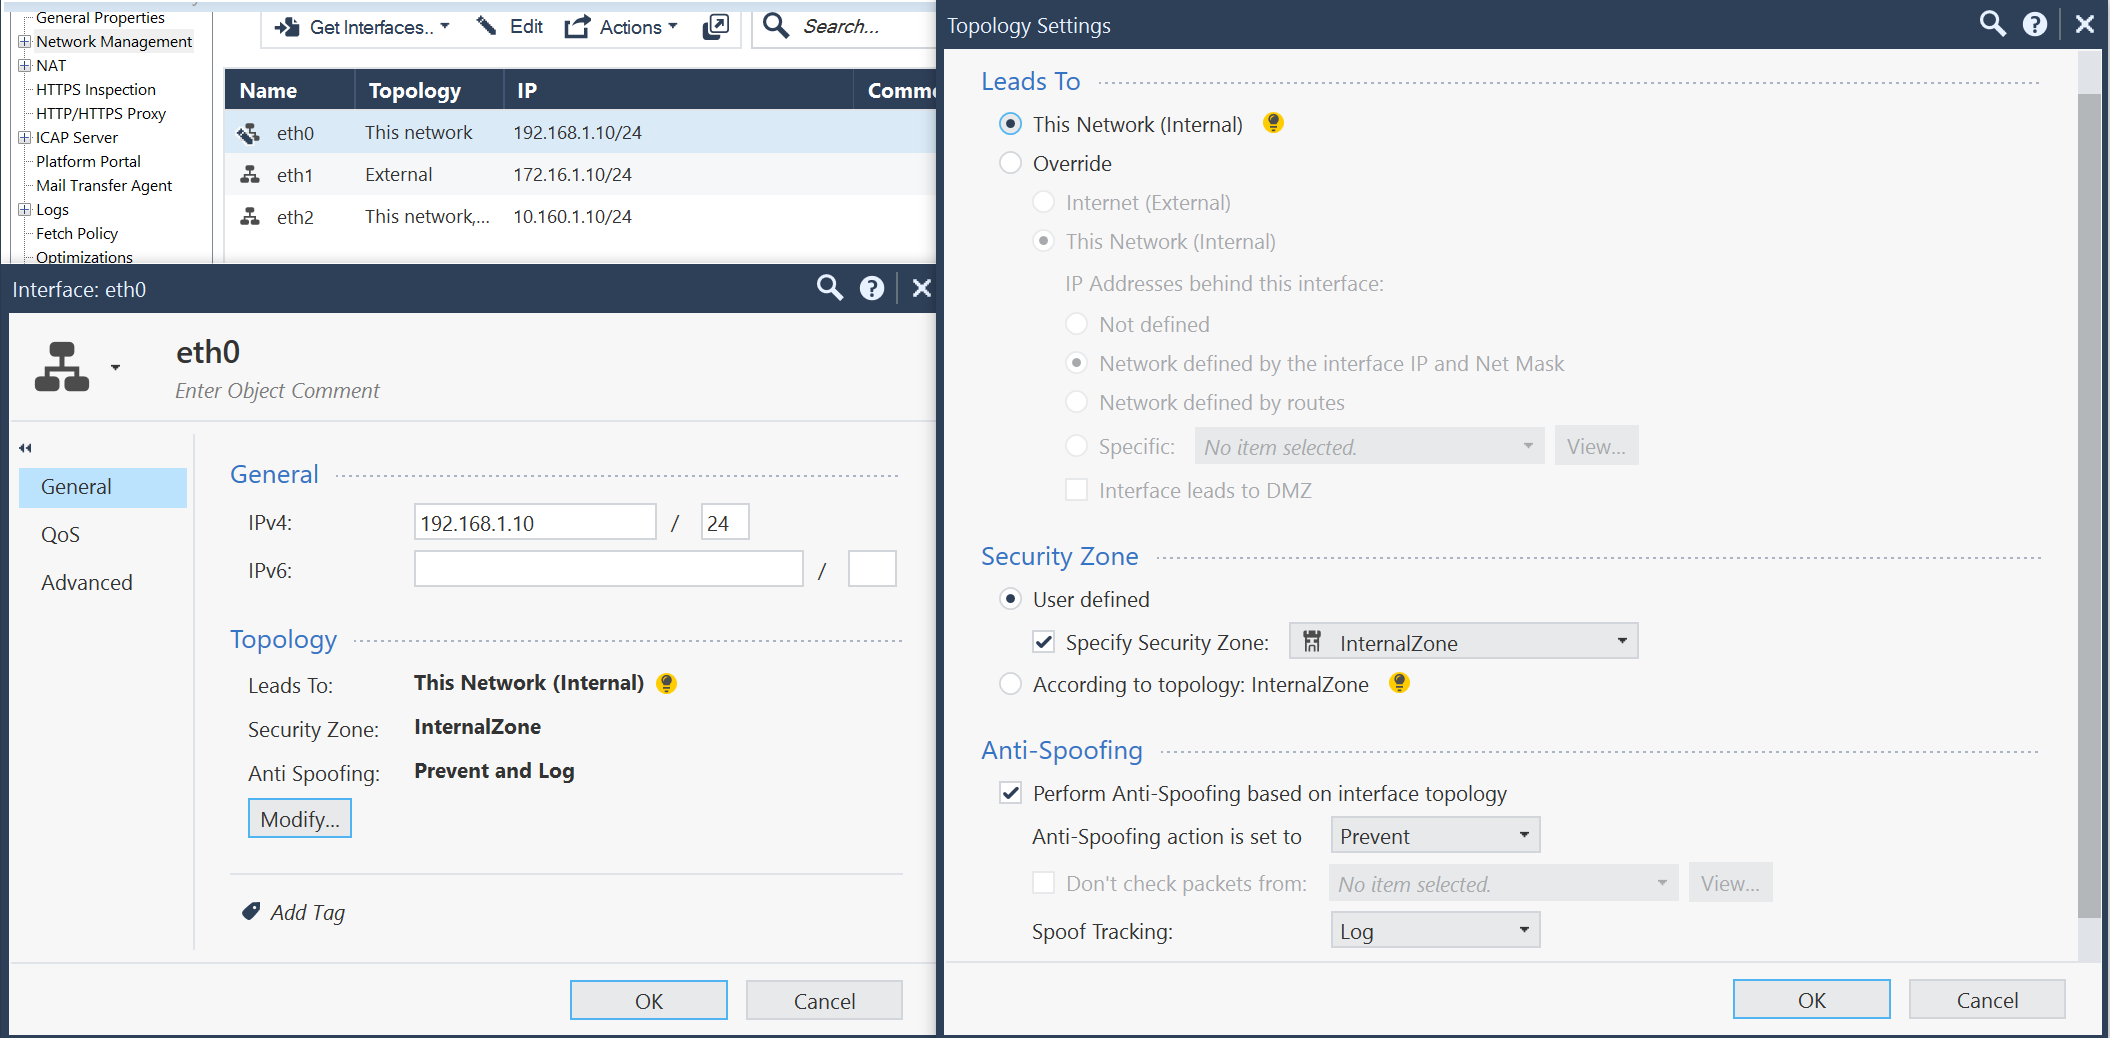 General Properties
Network Management
NAT
HTTPS Inspection
HTTP/HTTPS Proxy
ICAP Server
Platform Portal
Mail Transfer Agent
Logs
Fetch Policy
Optimizations
Get Interfaces.. Edit Actions Search...
Name Topology IP Comme
eth0 This network 192.168.1.10/24
eth1 External 172.16.1.10/24
eth2 This network,... 10.160.1.10/24
Interface: eth0
eth0
Enter Object Comment
General
QoS
Advanced
General
IPv4: 192.168.1.10 / 24
IPv6: /
Topology
Leads To: This Network (Internal)
Security Zone: InternalZone
Anti Spoofing: Prevent and Log
Modify...
Add Tag
OK Cancel
Topology Settings
Leads To
This Network (Internal)
Override
Internet (External)
This Network (Internal)
IP Addresses behind this interface:
Not defined
Network defined by the interface IP and Net Mask
Network defined by routes
Specific: No item selected. View...
Interface leads to DMZ
Security Zone
User defined
Specify Security Zone: InternalZone
According to topology: InternalZone
Anti-Spoofing
Perform Anti-Spoofing based on interface topology
Anti-Spoofing action is set to Prevent
Don't check packets from: No item selected. View...
Spoof Tracking: Log
OK Cancel